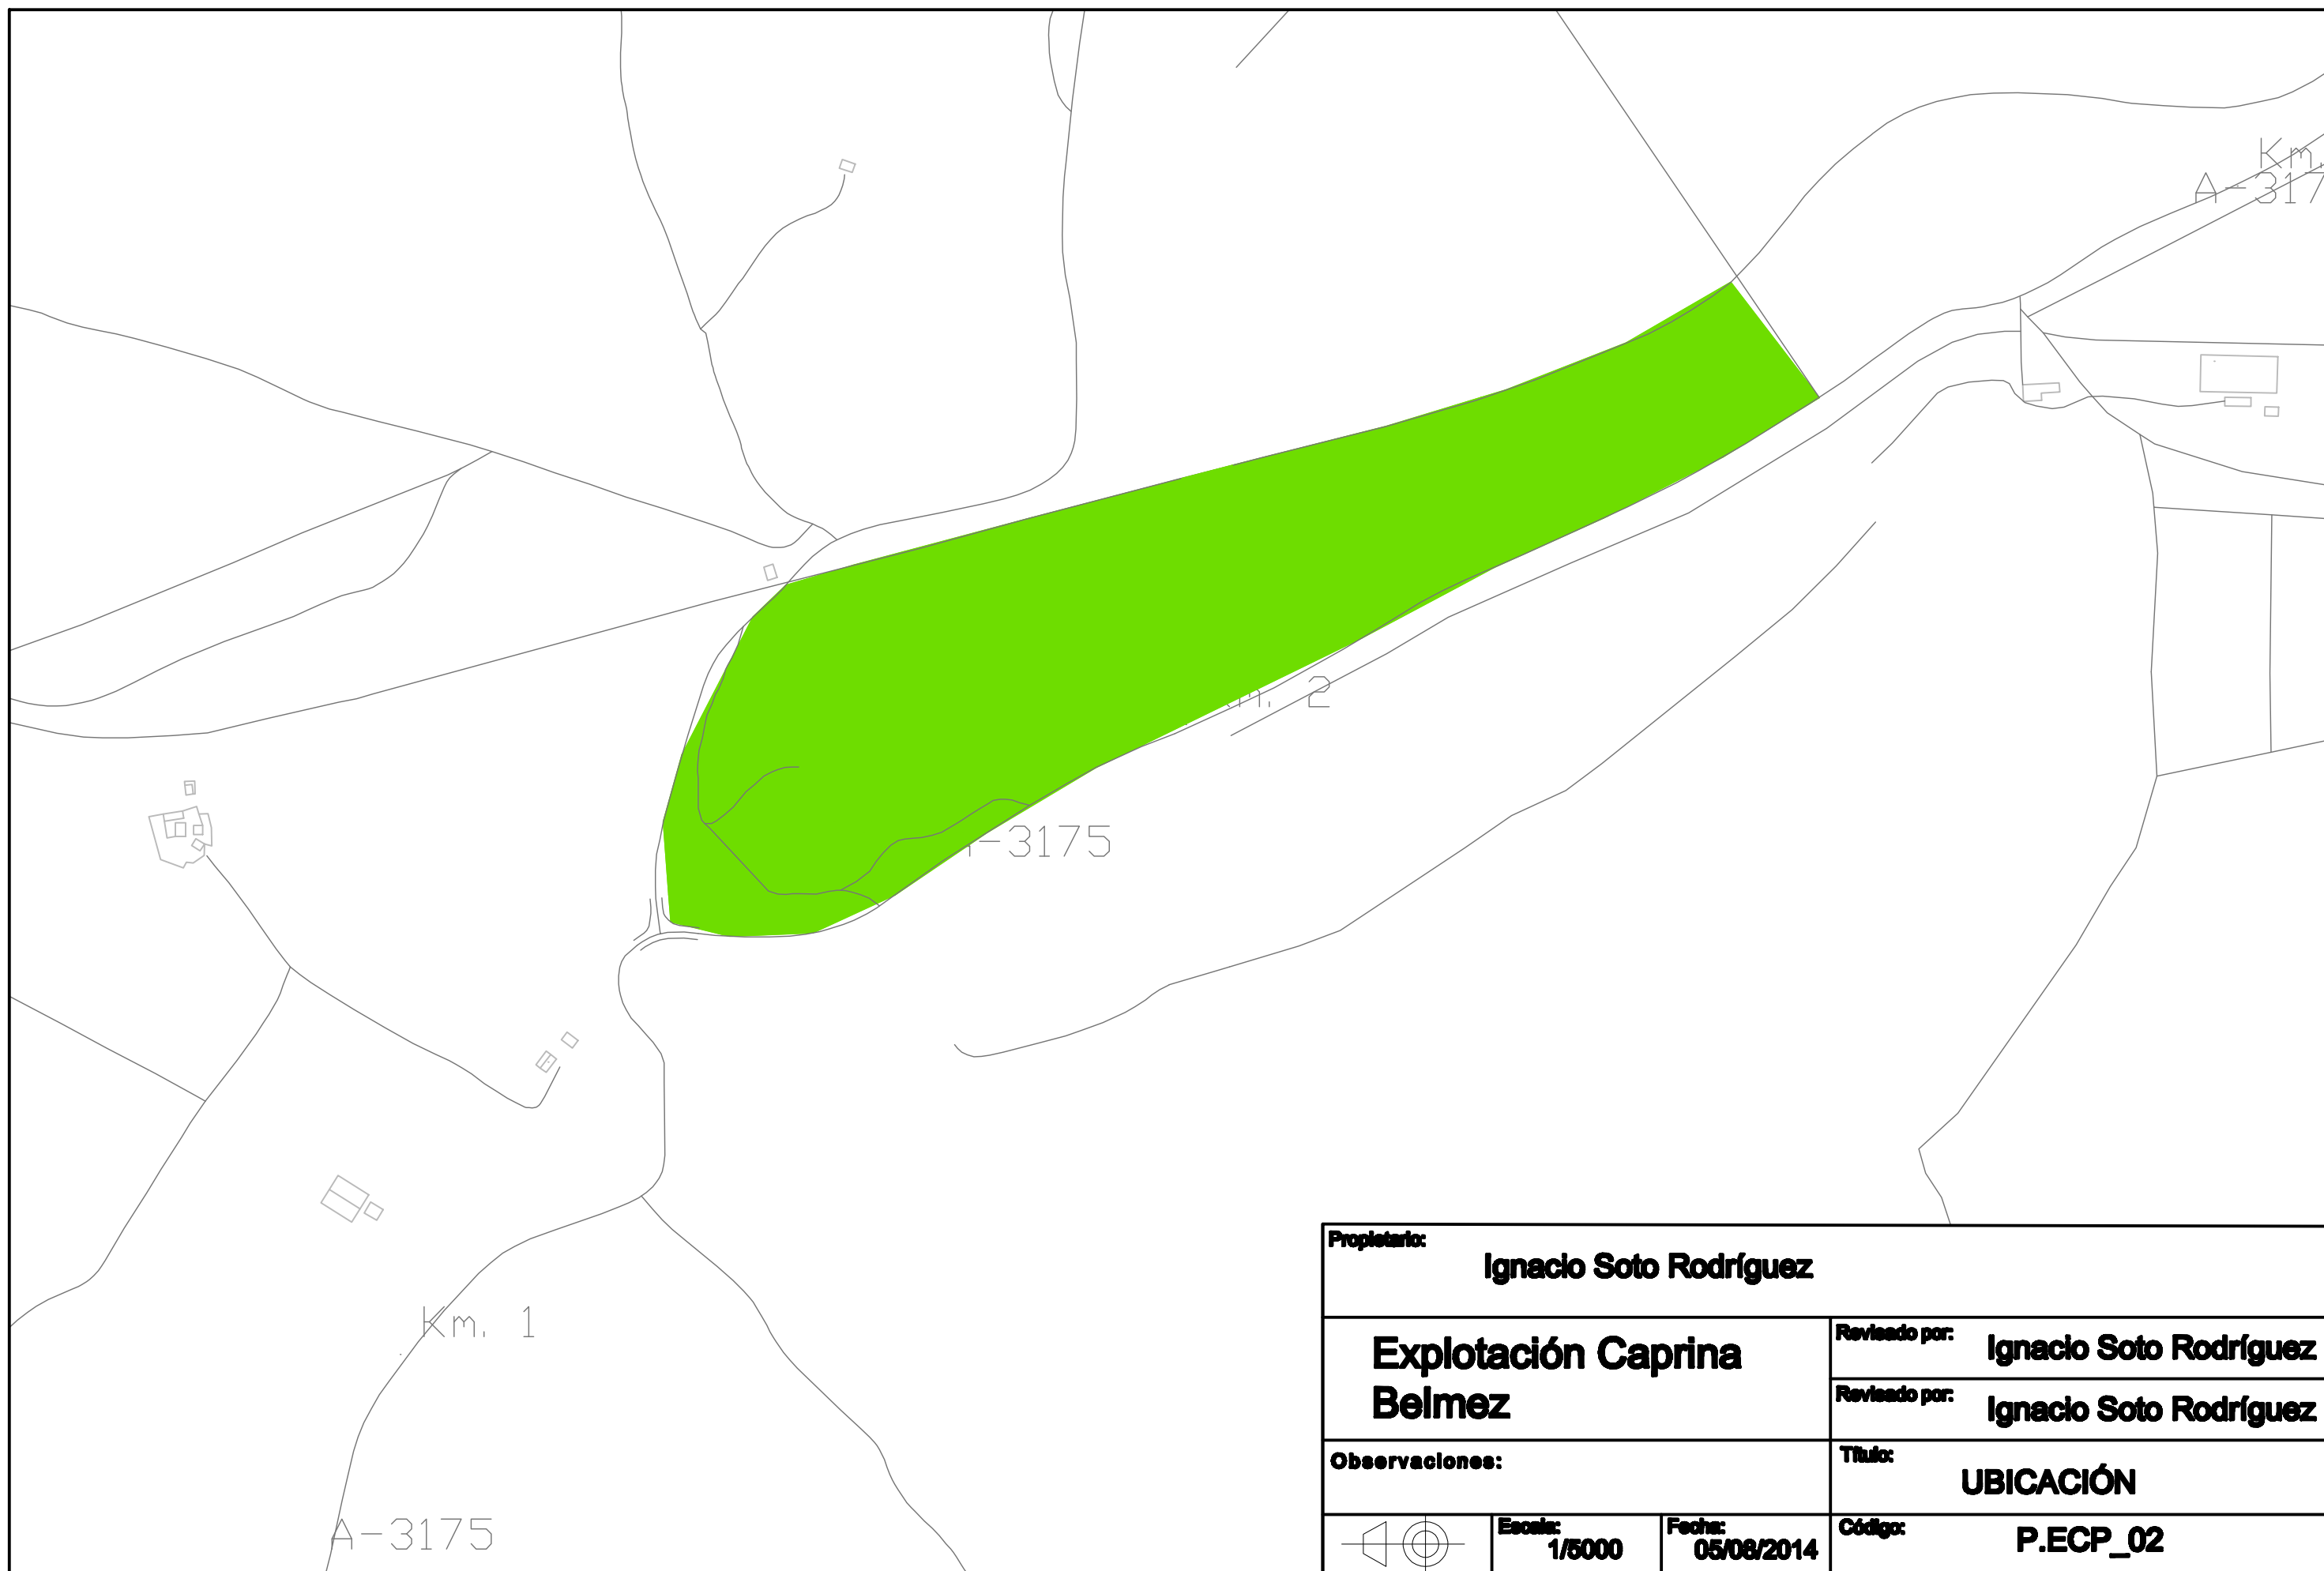 Km.
A-317
Km. 2
A-3175
Km. 1
A-3175
Propietario:
Ignacio Soto Rodríguez
Explotación Caprina
Belmez
Revisado por:
Ignacio Soto Rodríguez
Revisado por:
Ignacio Soto Rodríguez
Observaciones:
Título:
UBICACIÓN
Escala:
1/5000
Fecha:
05/08/2014
Código:
P.ECP_02